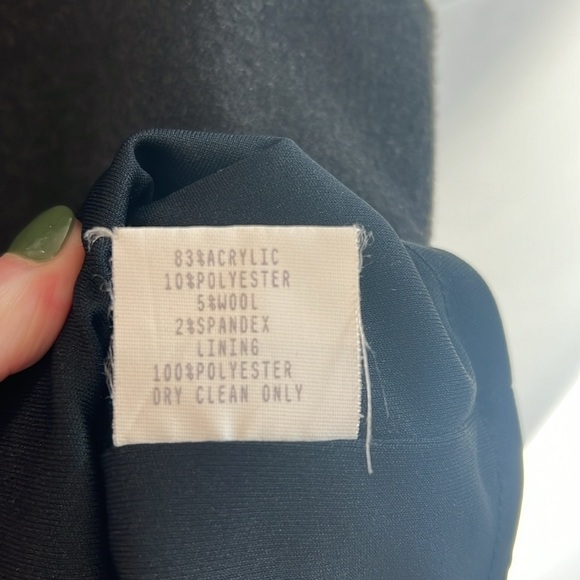 83%ACRYLIC
10%POLYESTER
5%WOOL
2%SPANDEX
LINING
100%POLYESTER
DRY CLEAN ONLY